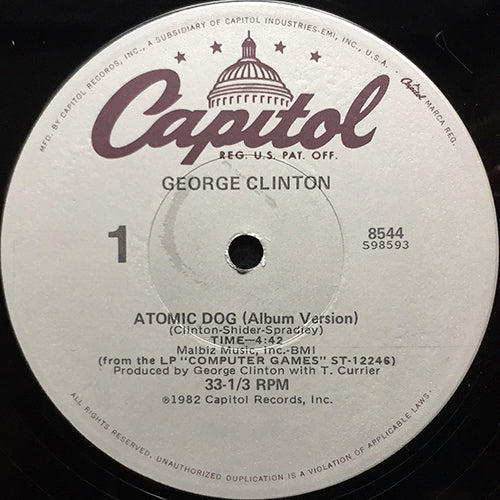 MFD. BY CAPITOL RECORDS, INC., A SUBSIDIARY OF CAPITOL INDUSTRIES-EMI, INC., U.S.A. • Capitol MARCA REG.
Capitol
REG. U.S. PAT. OFF.
GEORGE CLINTON
1
8544
S98593
ATOMIC DOG (Album Version)
(Clinton-Shider-Spradley)
TIME—4:42
Malbiz Music, Inc.-BMI
(from the LP "COMPUTER GAMES" ST-12246)
Produced by George Clinton with T. Currier
33-1/3 RPM
℗1982 Capitol Records, Inc.
ALL RIGHTS RESERVED. UNAUTHORIZED DUPLICATION IS A VIOLATION OF APPLICABLE LAWS.